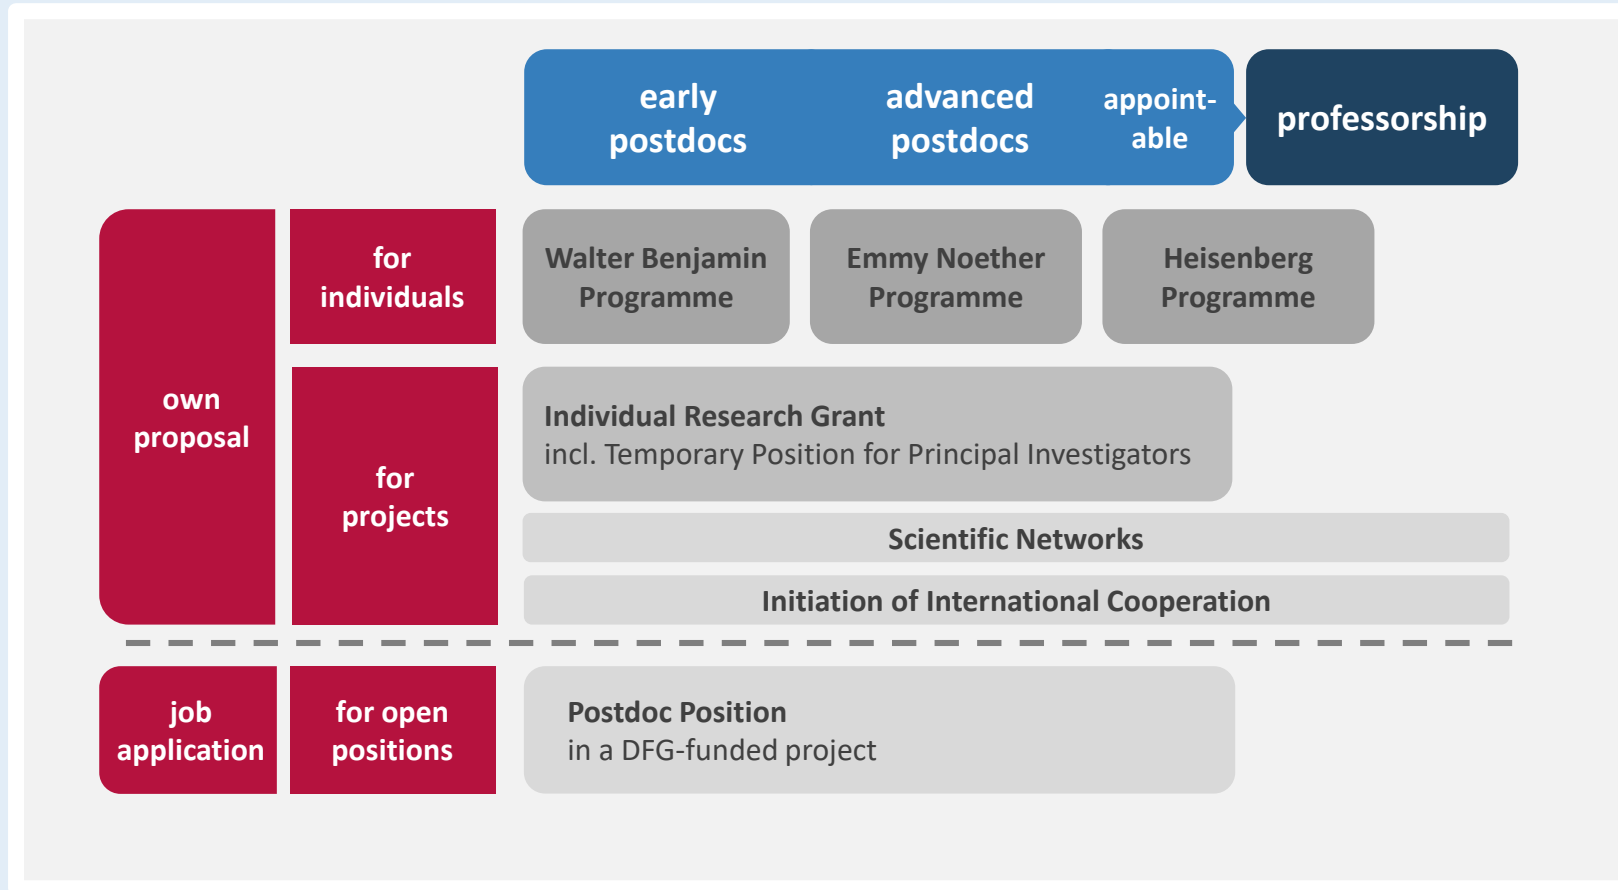 early
postdocs
advanced
postdocs
appoint-
able
professorship
own
proposal
for
individuals
Walter Benjamin
Programme
Emmy Noether
Programme
Heisenberg
Programme
for
projects
Individual Research Grant
incl. Temporary Position for Principal Investigators
Scientific Networks
Initiation of International Cooperation
job
application
for open
positions
Postdoc Position
in a DFG-funded project